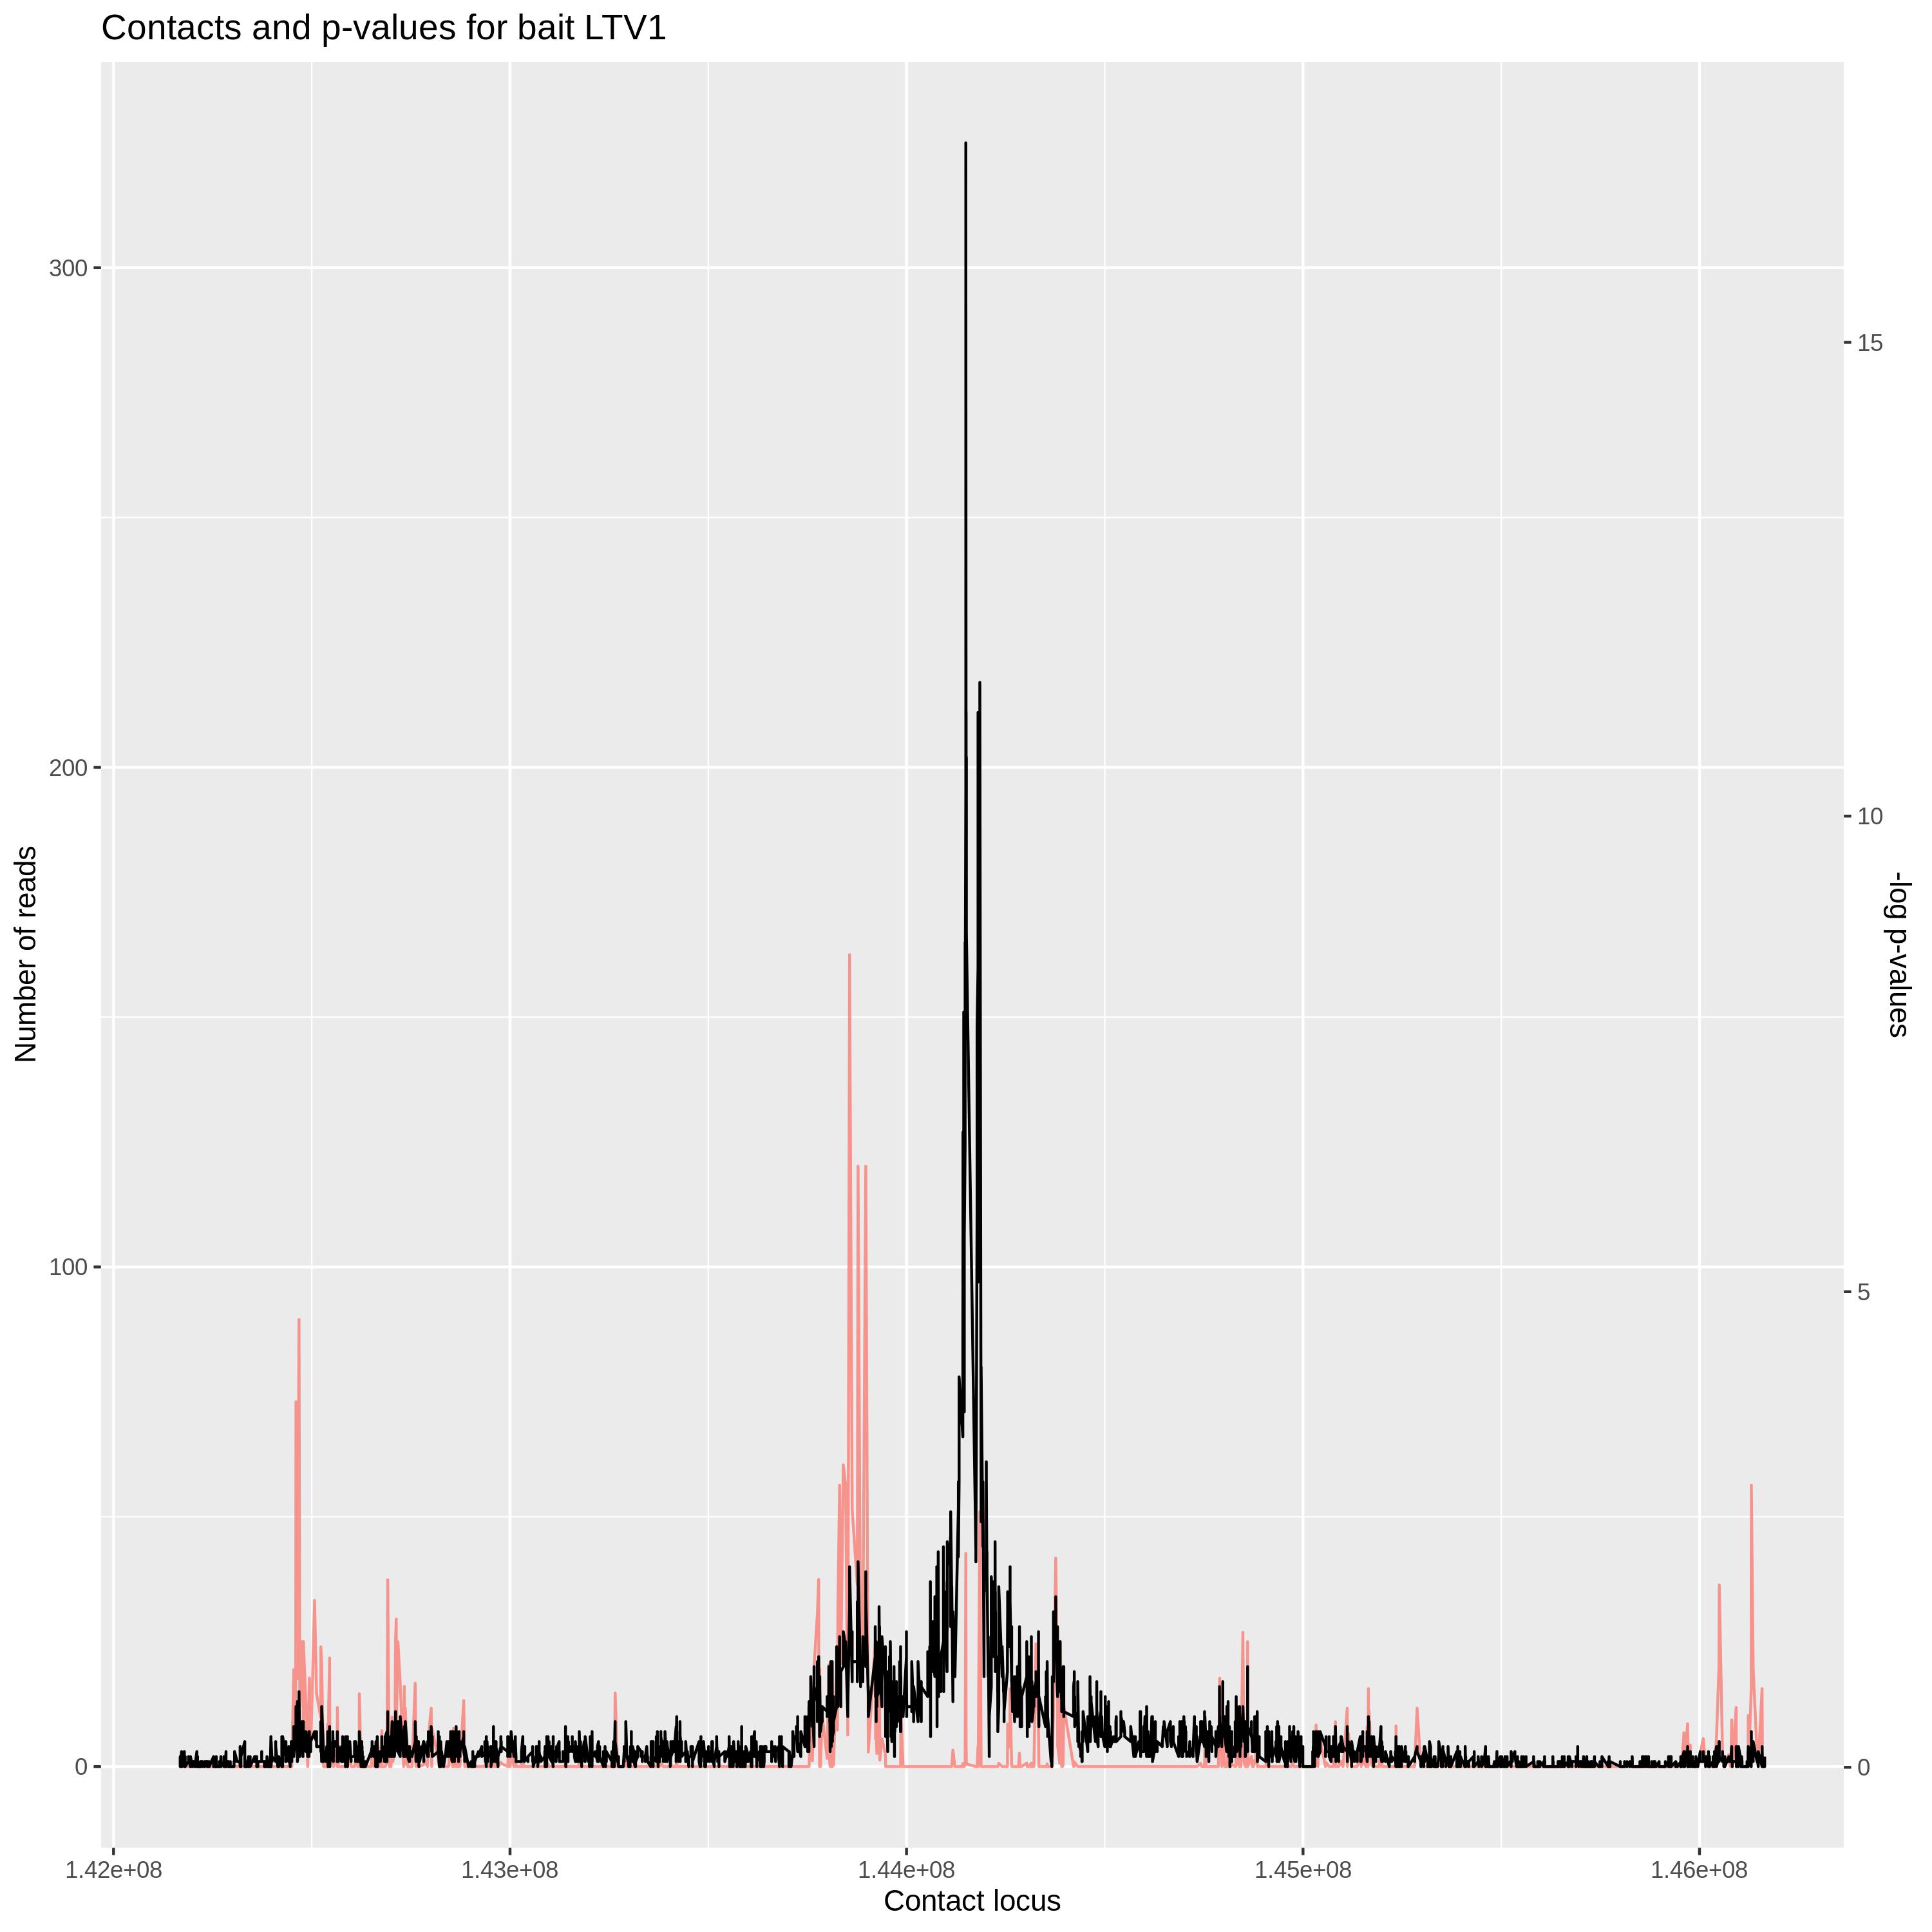 Contacts and p-values for bait LTV1
300
200
100
0
Number of reads
15
10
5
0
-log p-values
1.42e+08
1.43e+08
1.44e+08
1.45e+08
1.46e+08
Contact locus